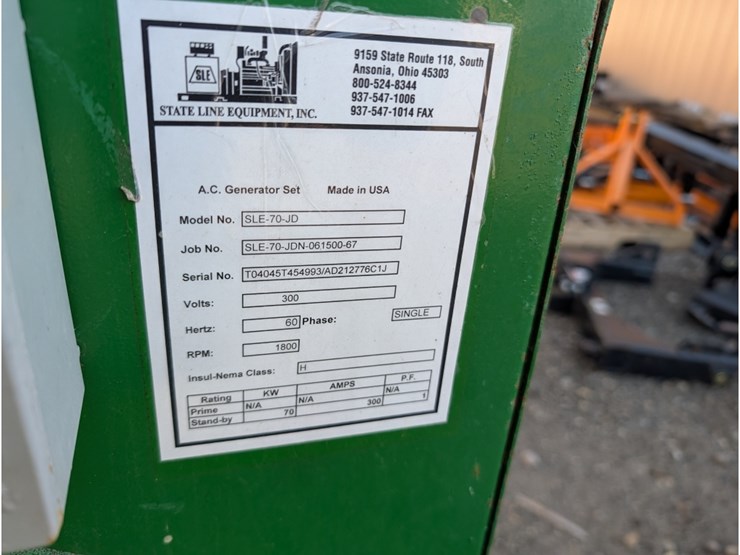 SLE
STATE LINE EQUIPMENT, INC.
9159 State Route 118, South
Ansonia, Ohio 45303
800-524-8344
937-547-1006
937-547-1014 FAX
A.C. Generator Set Made in USA
Model No. SLE-70-JD
Job No. SLE-70-JDN-061500-67
Serial No. T04045T454993/AD212776C1J
Volts: 300
Hertz: 60 Phase: SINGLE
RPM: 1800
Insul-Nema Class: H
Rating KW AMPS P.F.
Prime N/A N/A N/A
Stand-by 70 300 1